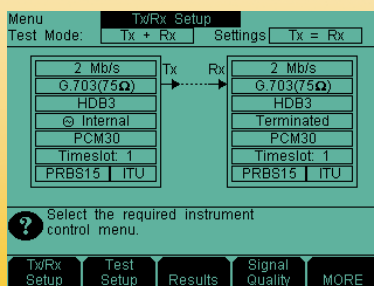 Menu Tx/Rx Setup
Test Mode: Tx + Rx Settings Tx = Rx
2 Mb/s Tx Rx 2 Mb/s
G.703(75Ω) G.703(75Ω)
HDB3 HDB3
Internal Terminated
PCM30 PCM30
Timeslot: 1 Timeslot: 1
PRBS15 ITU PRBS15 ITU
? Select the required instrument
control menu.
Tx/Rx Test Signal
Setup Setup Results Quality MORE